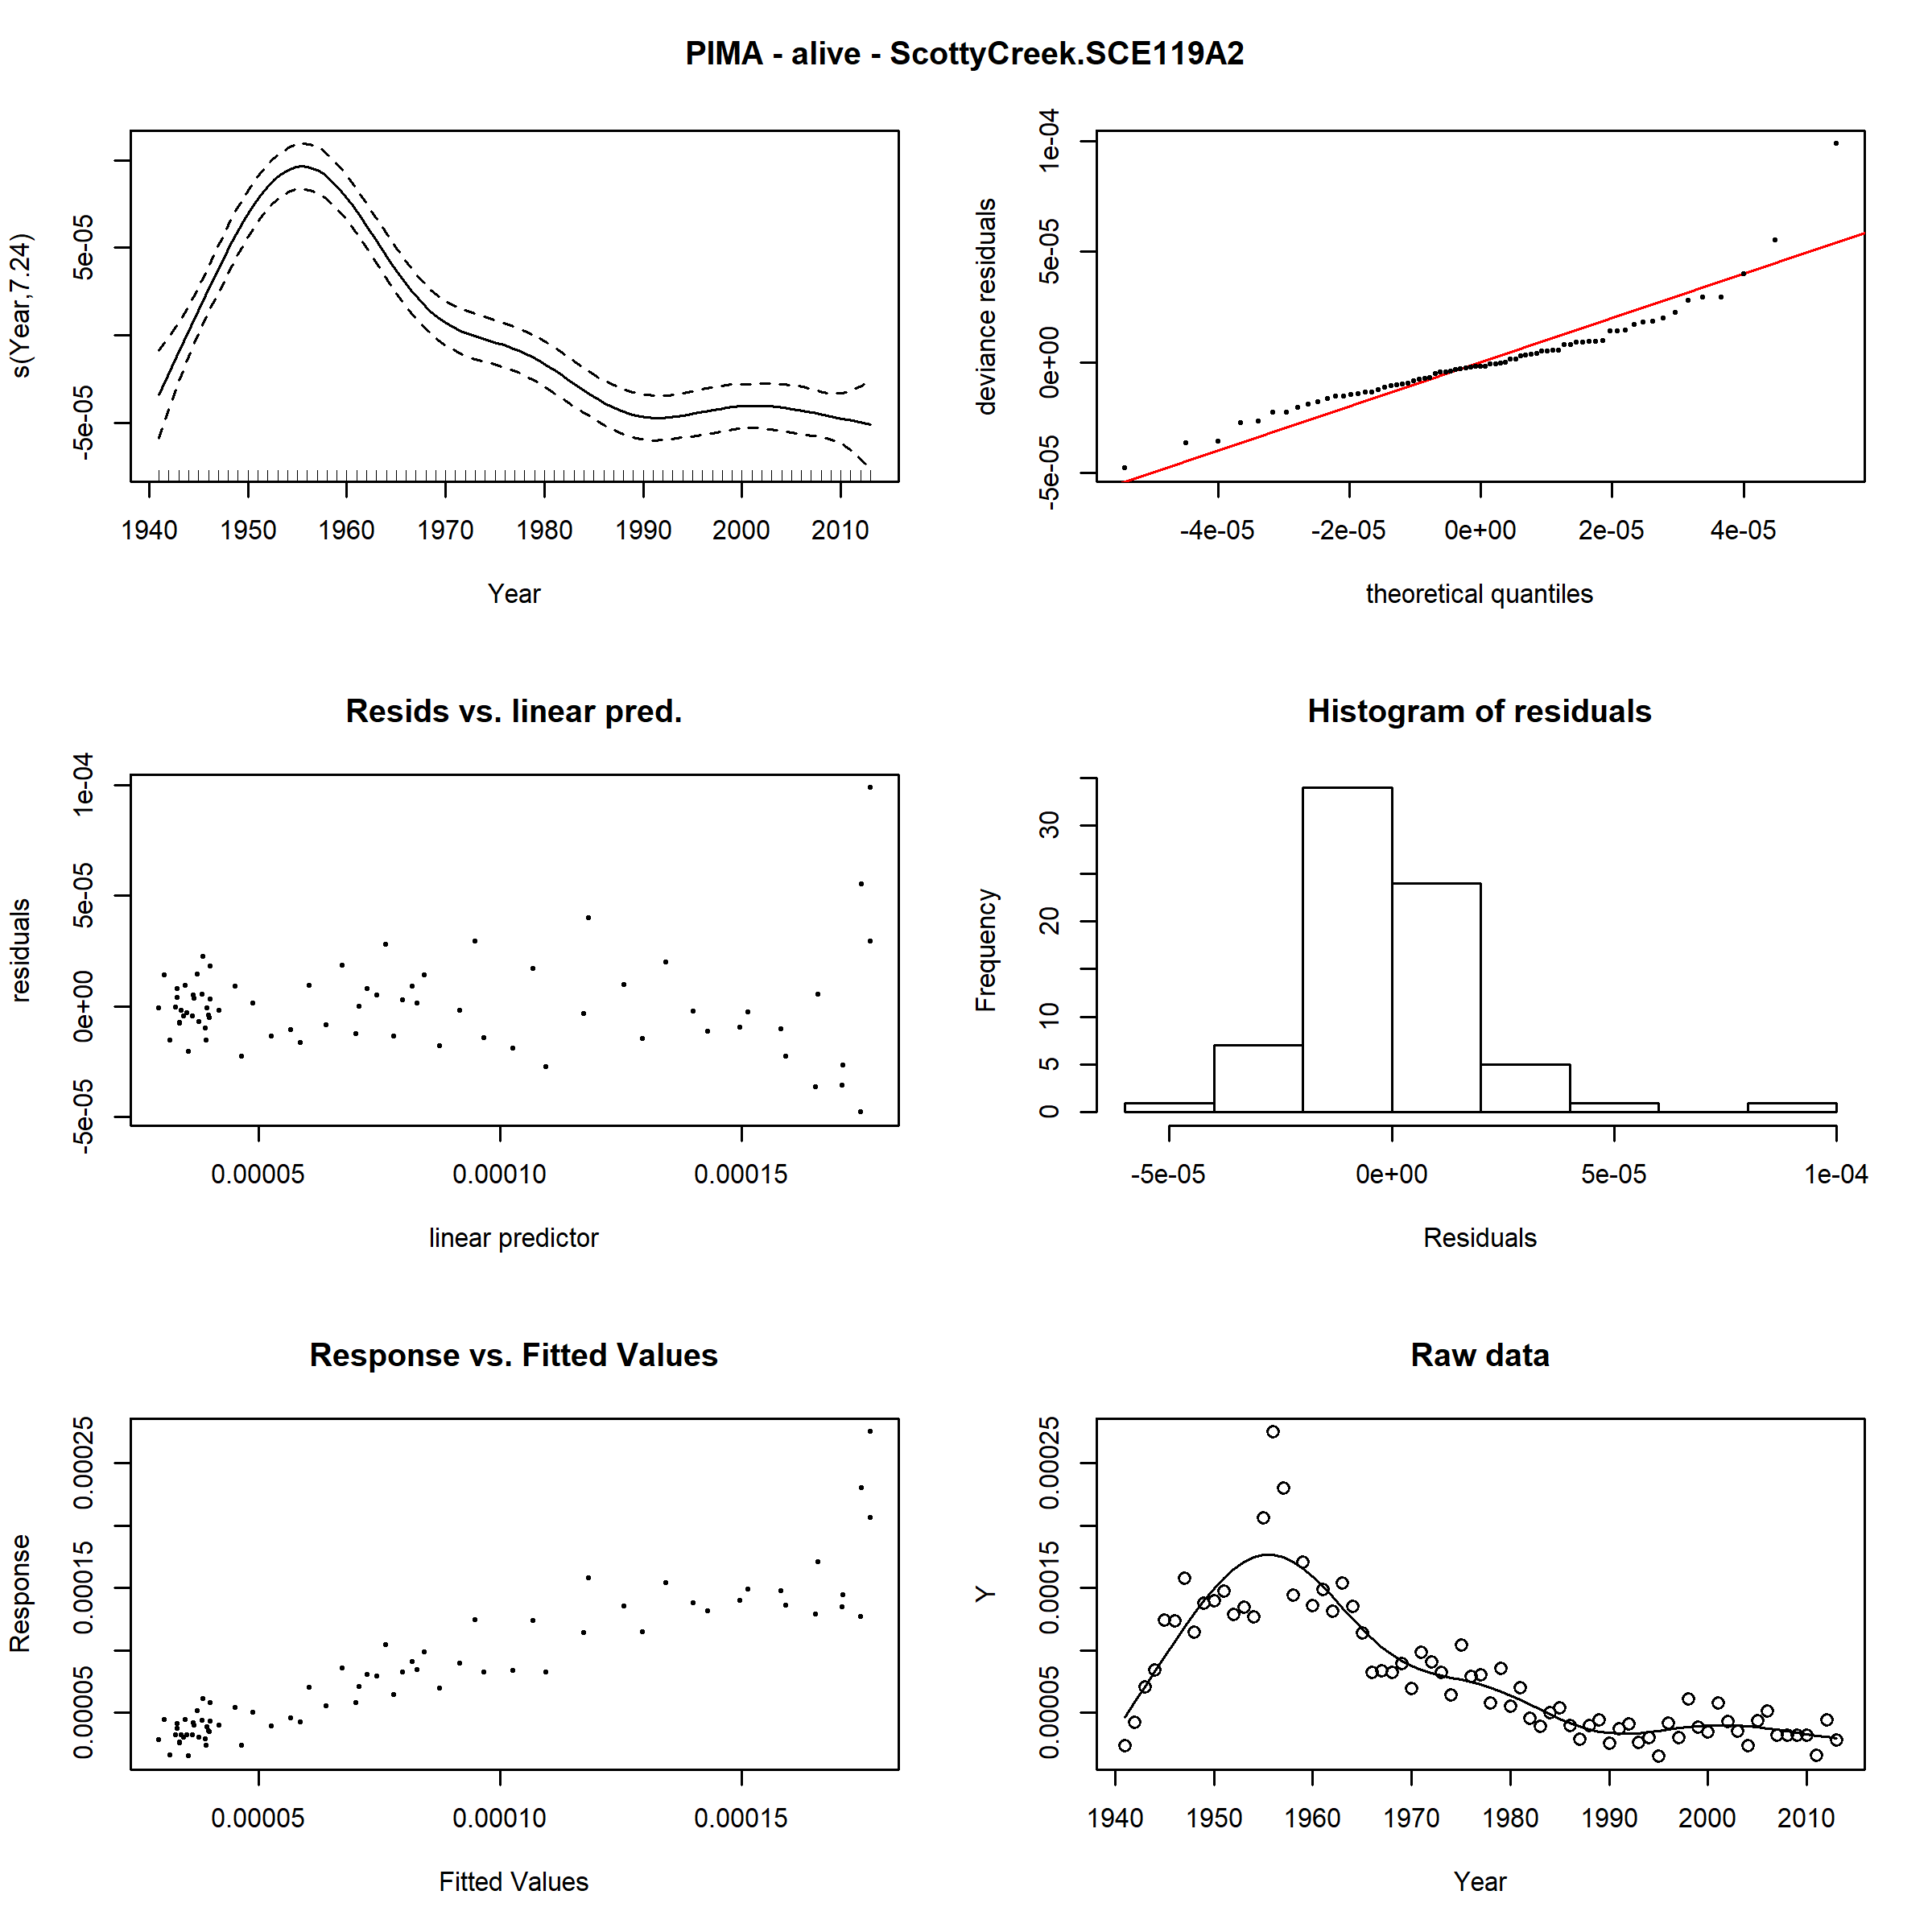 PIMA - alive - ScottyCreek.SCE119A2
s(Year,7.24)
-5e-05 5e-05
1940 1950 1960 1970 1980 1990 2000 2010
Year
deviance residuals
-5e-05 0e+00 5e-05 1e-04
-4e-05 -2e-05 0e+00 2e-05 4e-05
theoretical quantiles
Resids vs. linear pred.
residuals
-5e-05 0e+00 5e-05 1e-04
0.00005 0.00010 0.00015
linear predictor
Histogram of residuals
Frequency
0 5 10 20 30
-5e-05 0e+00 5e-05 1e-04
Residuals
Response vs. Fitted Values
Response
0.00005 0.00015 0.00025
0.00005 0.00010 0.00015
Fitted Values
Raw data
Y
0.00005 0.00015 0.00025
1940 1950 1960 1970 1980 1990 2000 2010
Year